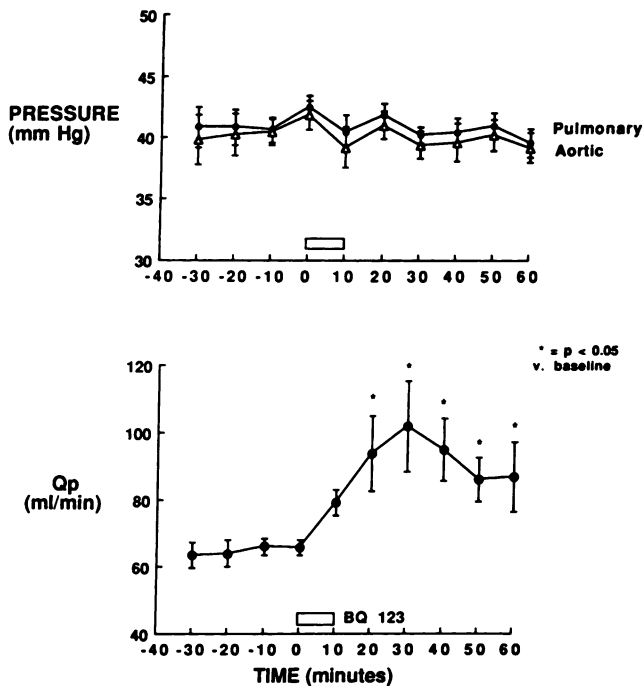 50
45
PRESSURE
(mm Hg)
40
Pulmonary
Aortic
35
30
-40 -30 -20 -10 0 10 20 30 40 50 60
* = p < 0.05
v. baseline
120
* * * * *
100
Qp
(ml/min)
80
60
BQ 123
40
-40 -30 -20 -10 0 10 20 30 40 50 60
TIME (minutes)